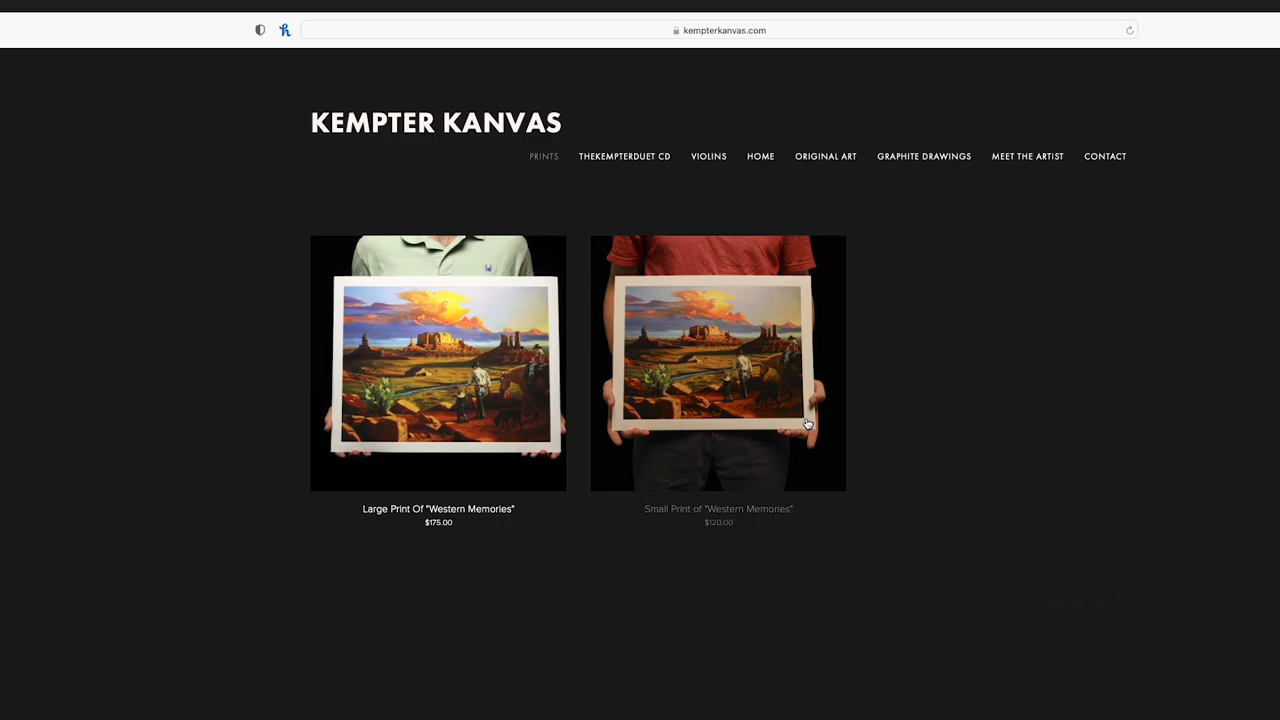 kempterkanvas.com
KEMPTER KANVAS
PRINTS THEKEMPTERDUET CD VIOLINS HOME ORIGINAL ART GRAPHITE DRAWINGS MEET THE ARTIST CONTACT
Large Print Of "Western Memories"
$175.00
Small Print of "Western Memories"
$120.00